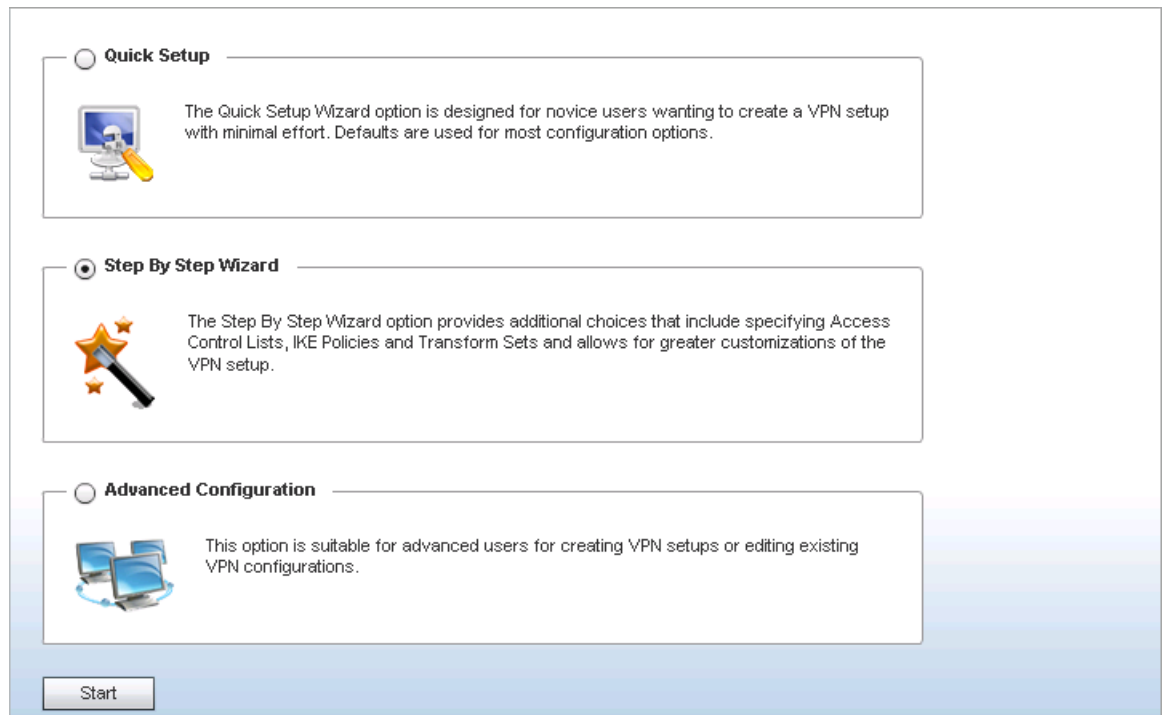 Quick Setup
The Quick Setup Wizard option is designed for novice users wanting to create a VPN setup
with minimal effort. Defaults are used for most configuration options.
Step By Step Wizard
The Step By Step Wizard option provides additional choices that include specifying Access
Control Lists, IKE Policies and Transform Sets and allows for greater customizations of the
VPN setup.
Advanced Configuration
This option is suitable for advanced users for creating VPN setups or editing existing
VPN configurations.
Start